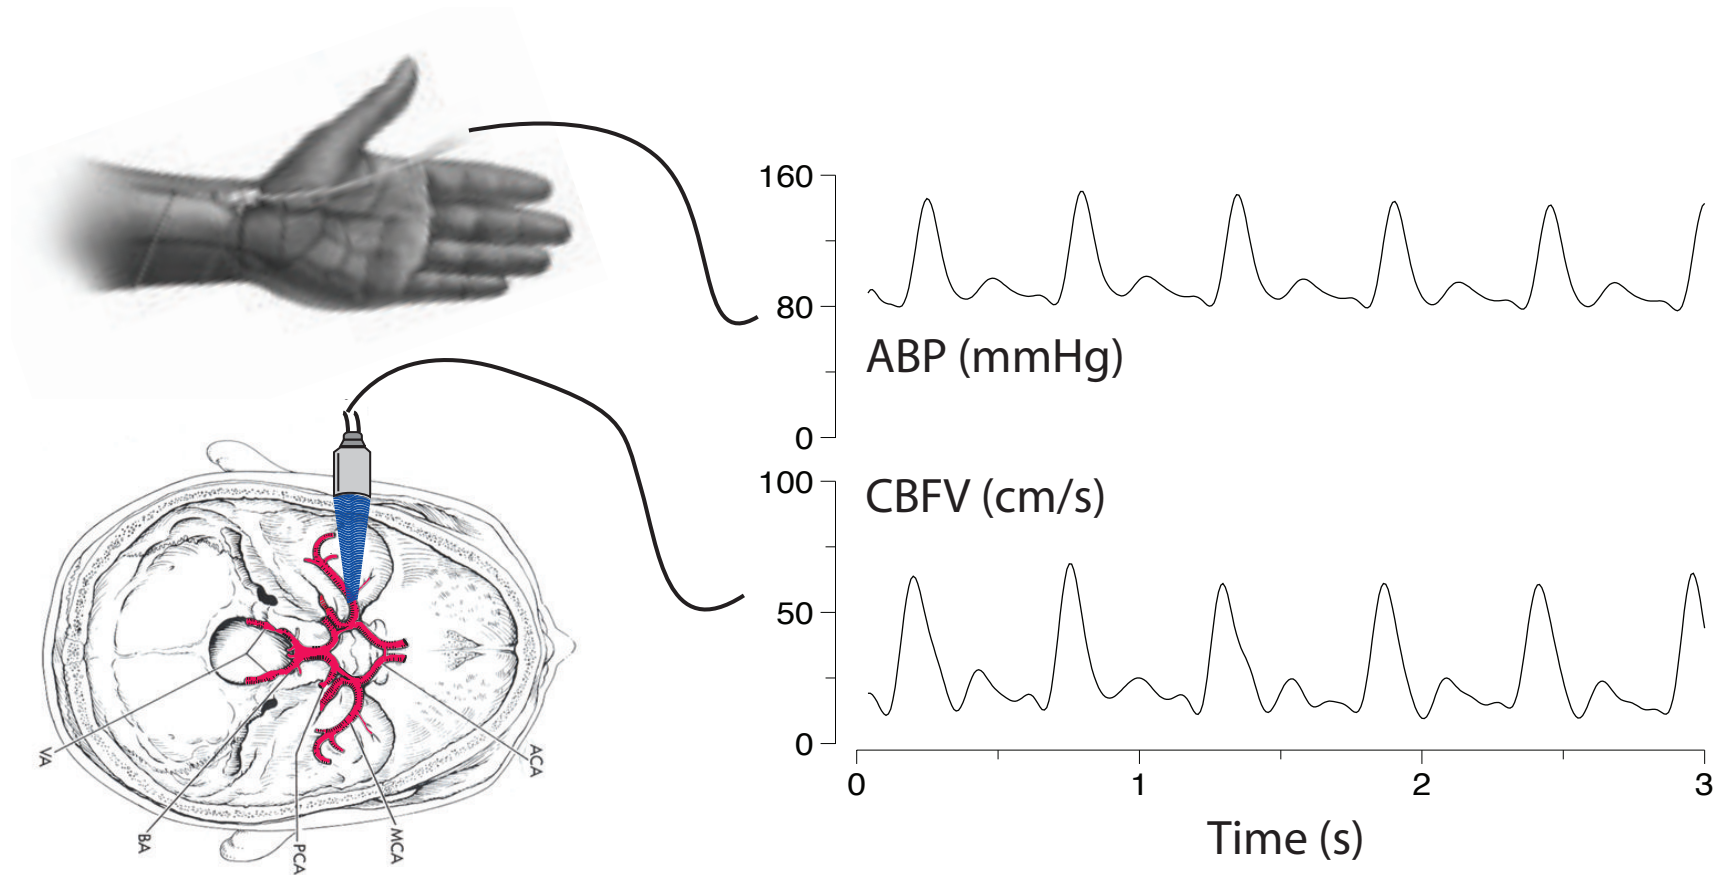 160
80
0
ABP (mmHg)
100
CBFV (cm/s)
50
0
0 1 2 3
Time (s)
VA
BA
PCA
MCA
ACA